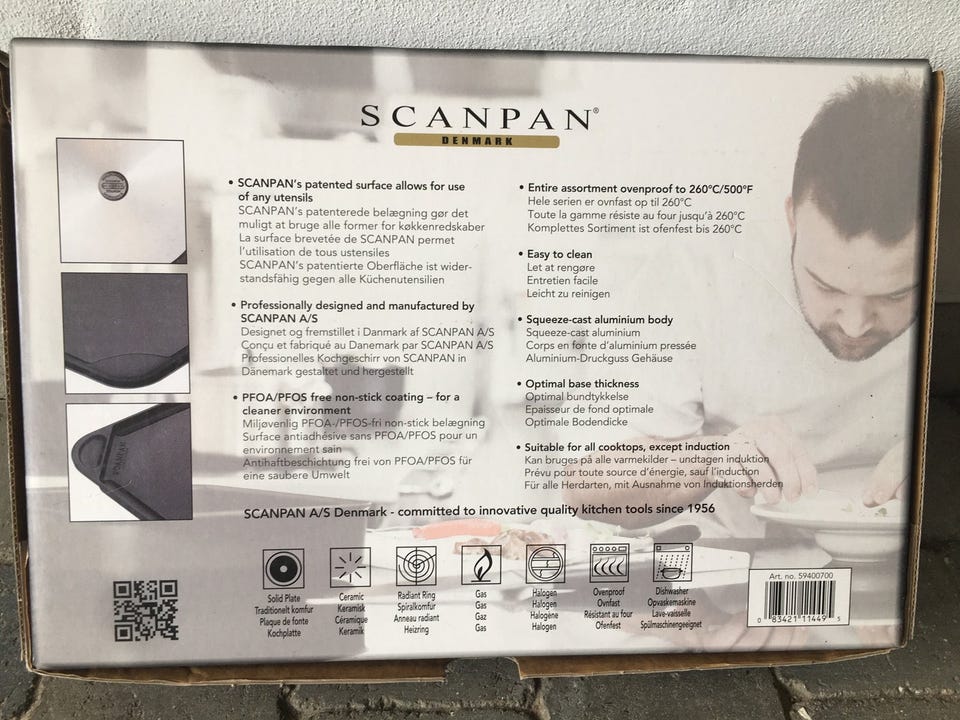 SCANPAN®
DENMARK
• SCANPAN's patented surface allows for use
of any utensils
SCANPAN's patenterede belægning gør det
muligt at bruge alle former for køkkenredskaber
La surface brevetée de SCANPAN permet
l'utilisation de tous ustensiles
SCANPAN's patentierte Oberfläche ist wider-
standsfähig gegen alle Küchenutensilien
• Professionally designed and manufactured by
SCANPAN A/S
Designet og fremstillet i Danmark af SCANPAN A/S
Conçu et fabriqué au Danemark par SCANPAN A/S
Professionelles Kochgeschirr von SCANPAN in
Dänemark gestaltet und hergestellt
• PFOA/PFOS free non-stick coating – for a
cleaner environment
Miljøvenlig PFOA-/PFOS-fri non-stick belægning
Surface antiadhésive sans PFOA/PFOS pour un
environnement sain
Antihaftbeschichtung frei von PFOA/PFOS für
eine saubere Umwelt
• Entire assortment ovenproof to 260°C/500°F
Hele serien er ovnfast op til 260°C
Toute la gamme résiste au four jusqu'à 260°C
Komplettes Sortiment ist ofenfest bis 260°C
• Easy to clean
Let at rengøre
Entretien facile
Leicht zu reinigen
• Squeeze-cast aluminium body
Squeeze-cast aluminium
Corps en fonte d'aluminium pressée
Aluminium-Druckguss Gehäuse
• Optimal base thickness
Optimal bundtykkelse
Epaisseur de fond optimale
Optimale Bodendicke
• Suitable for all cooktops, except induction
Kan bruges på alle varmekilder – undtagen induktion
Prévu pour toute source d'énergie, sauf l'induction
Für alle Herdarten, mit Ausnahme von Induktionsherden
SCANPAN A/S Denmark - committed to innovative quality kitchen tools since 1956
Solid Plate
Traditionelt komfur
Plaque de fonte
Kochplatte
Ceramic
Keramisk
Céramique
Keramik
Radiant Ring
Spiralkomfur
Anneau radiant
Heizring
Gas
Gas
Gaz
Gas
Halogen
Halogen
Halogène
Halogen
Ovenproof
Ovnfast
Résistant au four
Ofenfest
Dishwasher
Opvaskemaskine
Lave-vaisselle
Spülmaschinengeeignet
Art. no. 59400700
0 83421 11449 5
SCANPAN